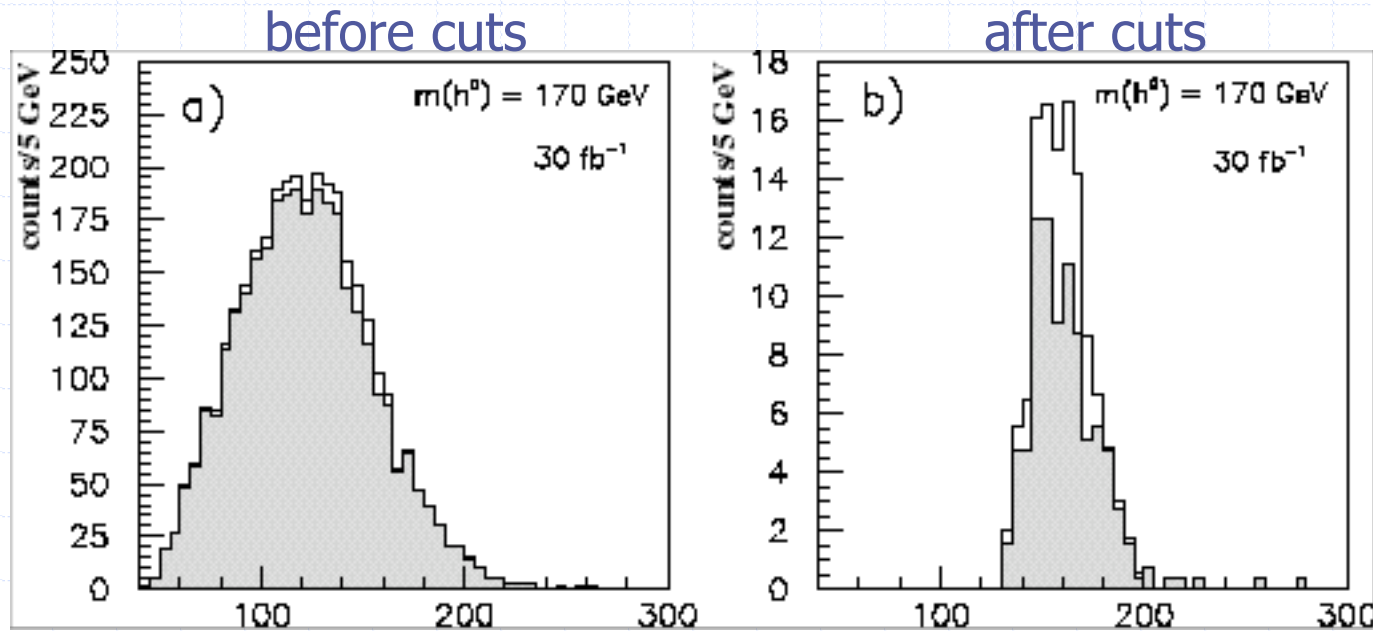 before cuts
after cuts
counts/5 GeV
250
225
200
175
150
125
100
75
50
25
0
a)
m(h⁰) = 170 GeV
30 fb⁻¹
100
200
300
counts/5 GeV
18
16
14
12
10
8
6
4
2
0
b)
m(h⁰) = 170 GeV
30 fb⁻¹
100
200
300